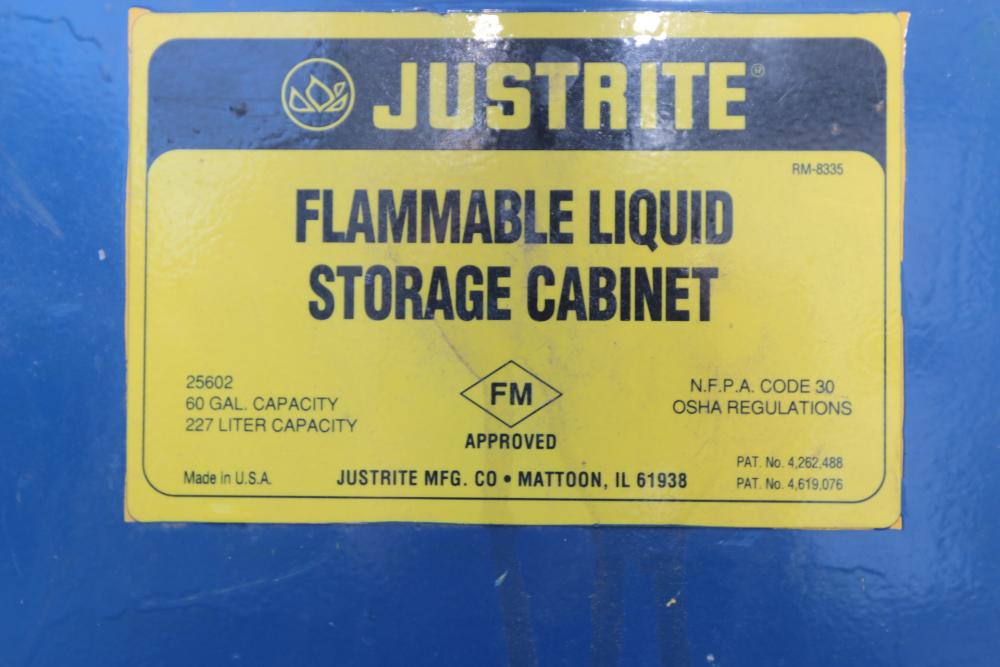 JUSTRITE®
RM-8335
FLAMMABLE LIQUID
STORAGE CABINET
25602
60 GAL. CAPACITY
227 LITER CAPACITY
FM
APPROVED
N.F.P.A. CODE 30
OSHA REGULATIONS
Made in U.S.A.
JUSTRITE MFG. CO • MATTOON, IL 61938
PAT. No. 4,262,488
PAT. No. 4,619,076